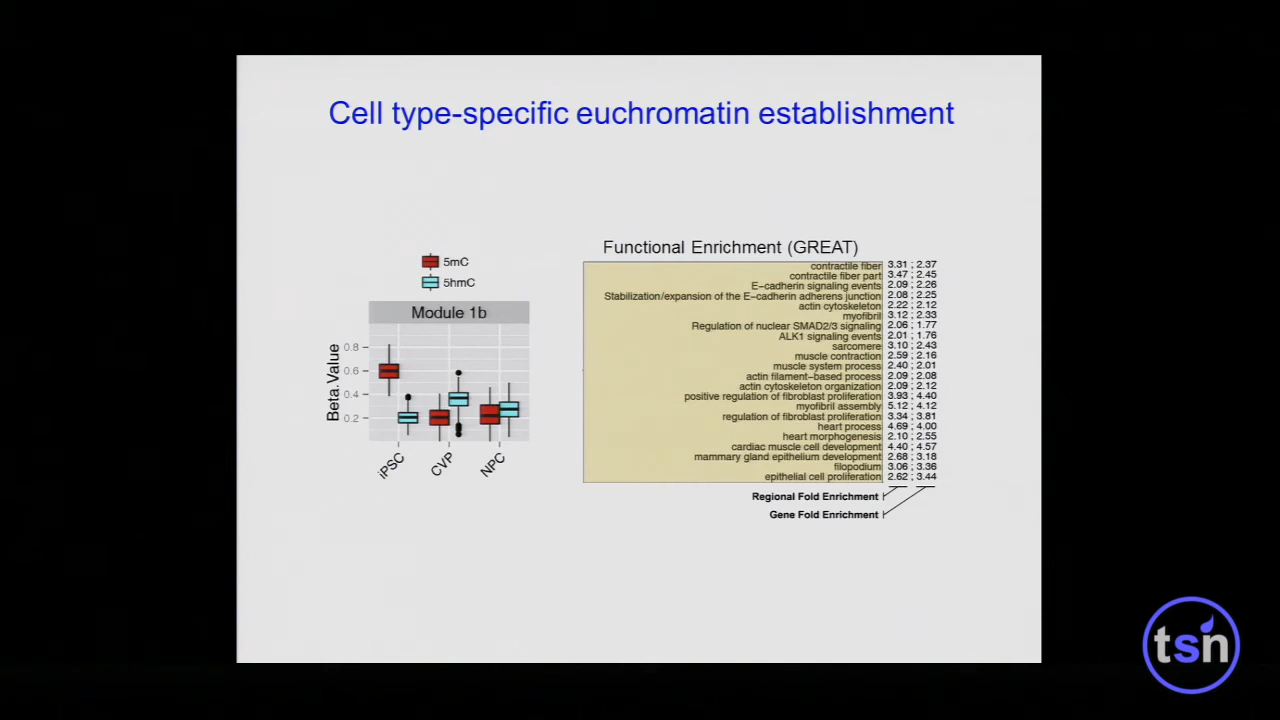 Cell type-specific euchromatin establishment
5mC
5hmC
Module 1b
Beta.Value
0.8
0.6
0.4
0.2
iPSC
CVP
NPC
Functional Enrichment (GREAT)
contractile fiber 3.31 ; 2.37
contractile fiber part 3.47 ; 2.45
E−cadherin signaling events 2.09 ; 2.26
Stabilization/expansion of the E−cadherin adherens junction 2.08 ; 2.25
actin cytoskeleton 2.22 ; 2.12
myofibril 3.12 ; 2.33
Regulation of nuclear SMAD2/3 signaling 2.06 ; 1.77
ALK1 signaling events 2.01 ; 1.76
sarcomere 3.10 ; 2.43
muscle contraction 2.59 ; 2.16
muscle system process 2.40 ; 2.01
actin filament−based process 2.09 ; 2.08
actin cytoskeleton organization 2.09 ; 2.12
positive regulation of fibroblast proliferation 3.93 ; 4.40
myofibril assembly 5.12 ; 4.12
regulation of fibroblast proliferation 3.34 ; 3.81
heart process 4.69 ; 4.00
heart morphogenesis 2.10 ; 2.55
cardiac muscle cell development 4.40 ; 4.57
mammary gland epithelium development 2.68 ; 3.18
filopodium 3.06 ; 3.36
epithelial cell proliferation 2.62 ; 3.44
Regional Fold Enrichment
Gene Fold Enrichment
tsn